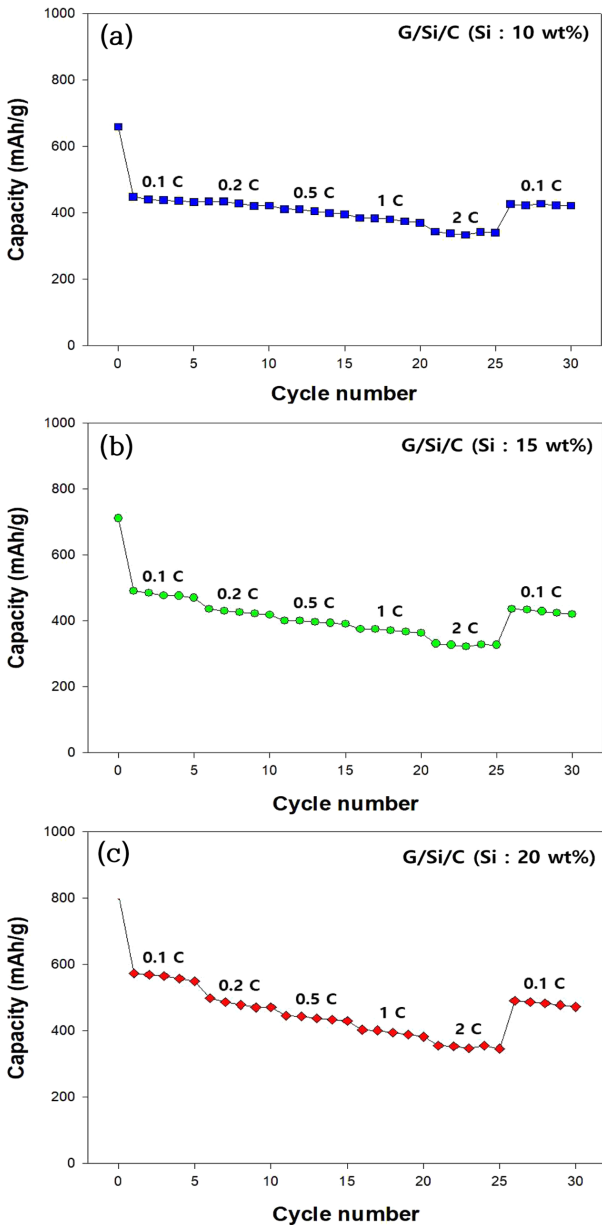 (a)
G/Si/C (Si : 10 wt%)
1000
800
600
400
200
0
Capacity (mAh/g)
0.1 C
0.2 C
0.5 C
1 C
2 C
0.1 C
0 5 10 15 20 25 30
Cycle number
(b)
G/Si/C (Si : 15 wt%)
1000
800
600
400
200
0
Capacity (mAh/g)
0.1 C
0.2 C
0.5 C
1 C
2 C
0.1 C
0 5 10 15 20 25 30
Cycle number
(c)
G/Si/C (Si : 20 wt%)
1000
800
600
400
200
0
Capacity (mAh/g)
0.1 C
0.2 C
0.5 C
1 C
2 C
0.1 C
0 5 10 15 20 25 30
Cycle number